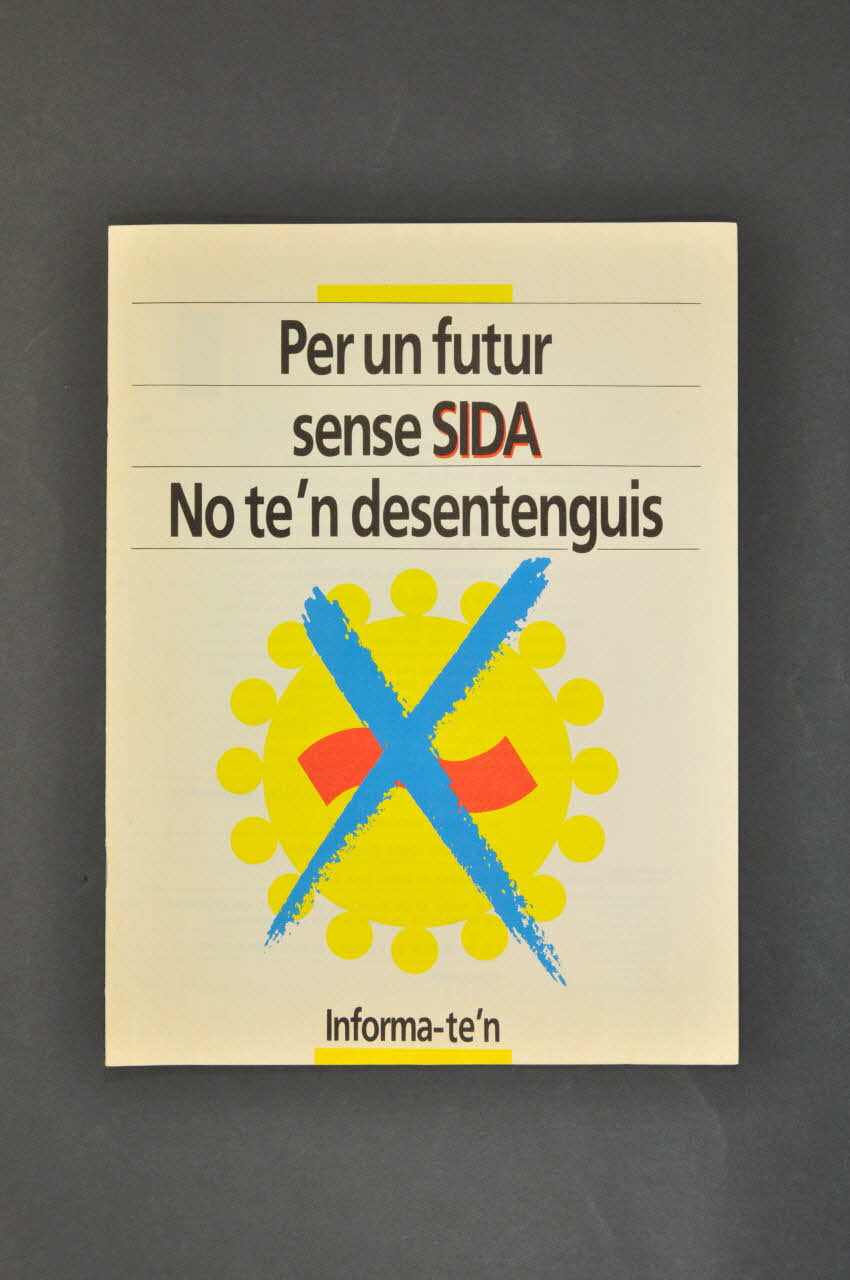 Per un futur
sense SIDA
No te'n desentenguis
Informa-te'n